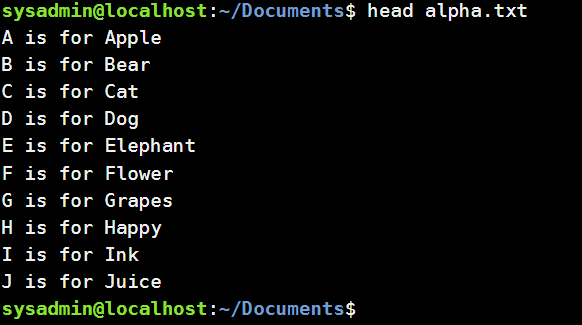 sysadmin@localhost:~/Documents$ head alpha.txt
A is for Apple
B is for Bear
C is for Cat
D is for Dog
E is for Elephant
F is for Flower
G is for Grapes
H is for Happy
I is for Ink
J is for Juice
sysadmin@localhost:~/Documents$